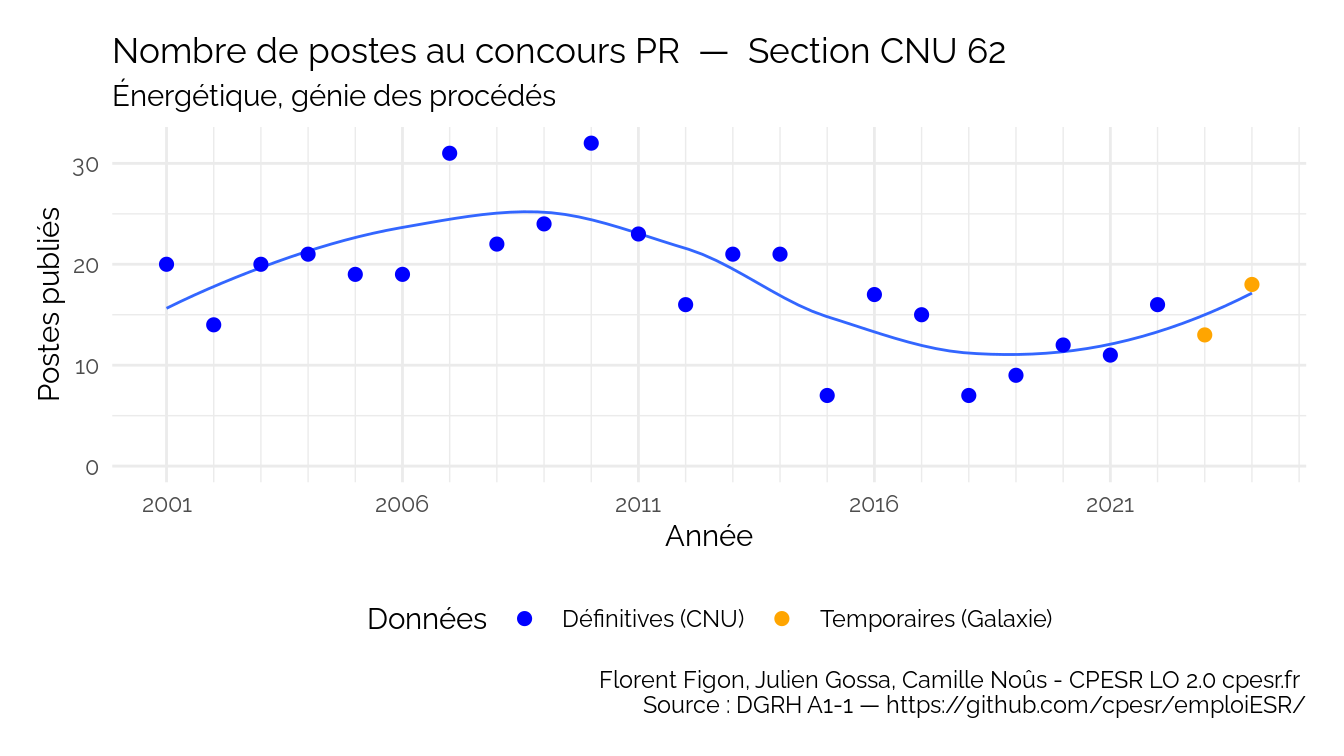 Nombre de postes au concours PR — Section CNU 62
Énergétique, génie des procédés
30
20
10
0
Postes publiés
2001 2006 2011 2016 2021
Année
Données Définitives (CNU) Temporaires (Galaxie)
Florent Figon, Julien Gossa, Camille Noûs - CPESR LO 2.0 cpesr.fr
Source : DGRH A1-1 — https://github.com/cpesr/emploiESR/